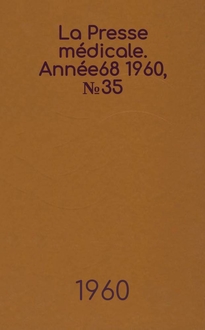 La Presse
médicale.
Année68 1960,
№35
1960